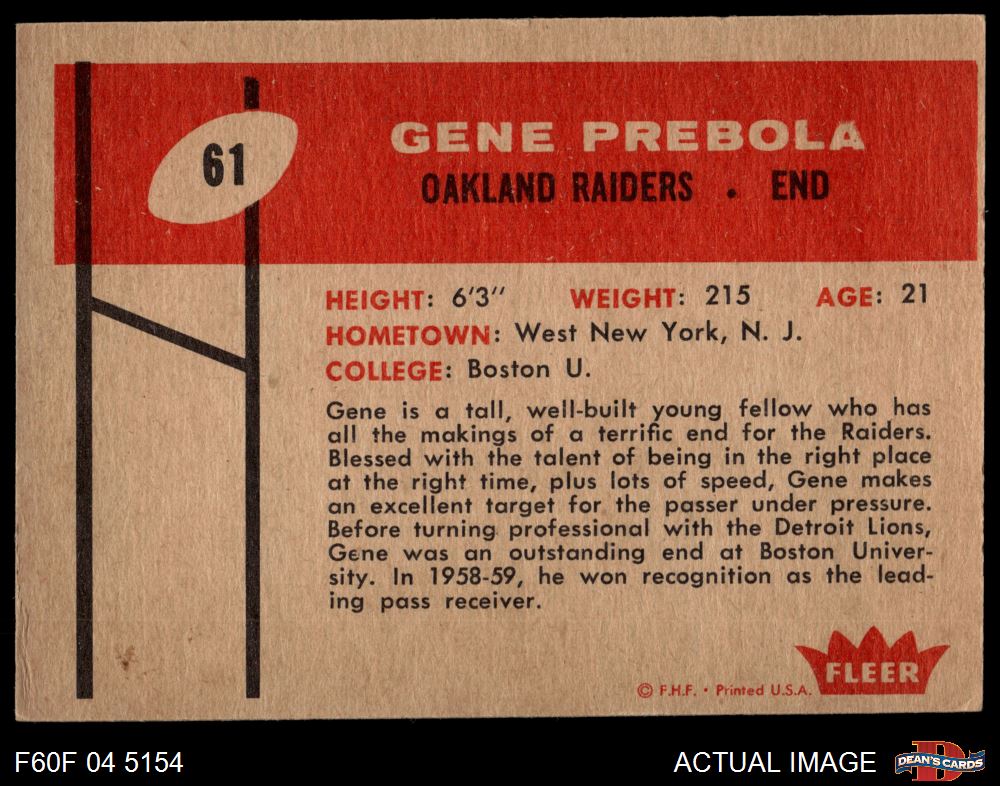 61
GENE PREBOLA
OAKLAND RAIDERS . END
HEIGHT: 6'3" WEIGHT: 215 AGE: 21
HOMETOWN: West New York, N. J.
COLLEGE: Boston U.
Gene is a tall, well-built young fellow who has
all the makings of a terrific end for the Raiders.
Blessed with the talent of being in the right place
at the right time, plus lots of speed, Gene makes
an excellent target for the passer under pressure.
Before turning professional with the Detroit Lions,
Gene was an outstanding end at Boston Univer-
sity. In 1958-59, he won recognition as the lead-
ing pass receiver.
FLEER
© F.H.F. • Printed U.S.A.
F60F 04 5154 ACTUAL IMAGE D DEAN'S CARDS